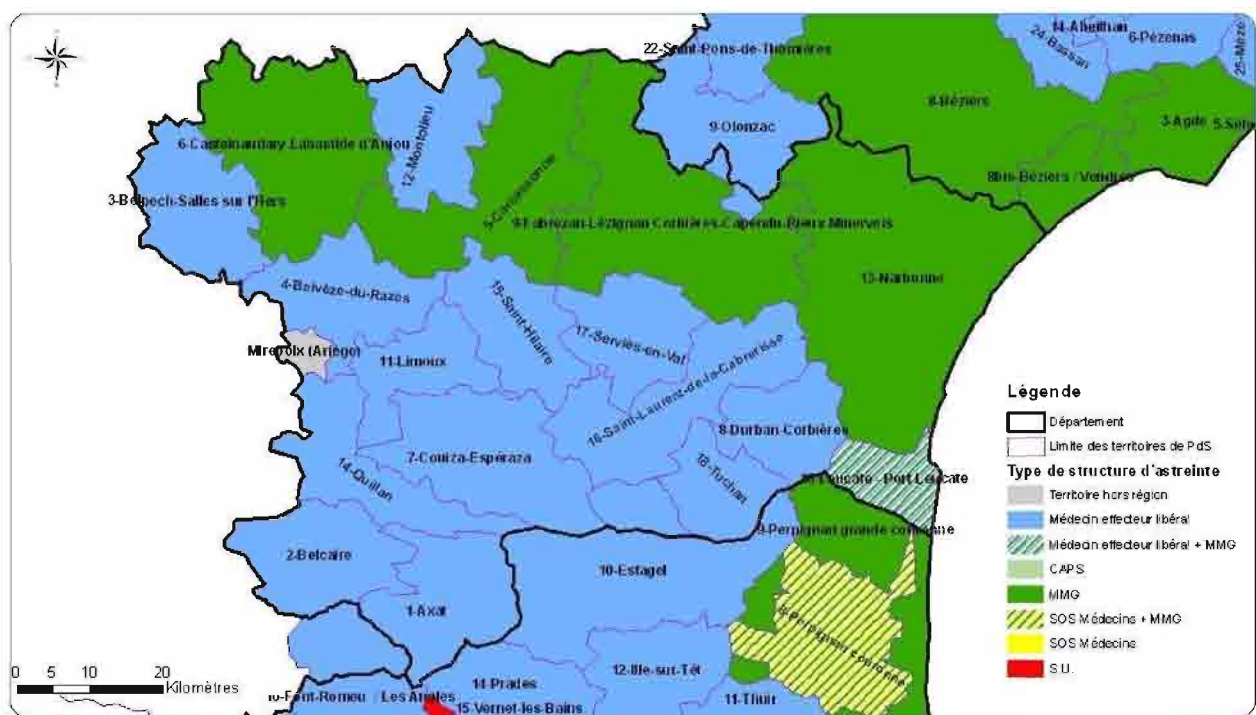 14-Abeilhan
6-Pézenas
24-Bassan
25-Mèze
22-Saint-Pons-de-Thomières
8-Béziers
3-Agde
9-Olonzac
6-Castelnaudary-Labastide d'Anjou
12-Montolieu
8bis-Béziers / Vendres
3-Belpech-Salles sur l'Hers
5-Carcassonne
9-Fabrezan-Lézignan Corbières-Capendu-Rieux Minervois
13-Narbonne
4-Belvèze-du-Razès
15-Saint-Hilaire
17-Serviès-en-Val
Mirepoix (Ariège)
11-Limoux
16-Saint-Laurent-de-la-Cabrerisse
8-Durban-Corbières
7-Couiza-Espéraza
14-Quillan
18-Tuchan
Leucate - Port Leucate
9-Perpignan grande couronne
2-Belcaire
10-Estagel
1-Axat
12-Ille-sur-Têt
14-Prades
11-Thuir
Les Angles
15-Vernet-les Bains
Légende
Département
Limite des territoires de PdS
Type de structure d'astreinte
Territoire hors région
Médecin effecteur libéral
Médecin effecteur libéral + MMG
CAPS
MMG
SOS Médecins + MMG
SOS Médecins
S.U.
0 5 10 20
Kilomètres